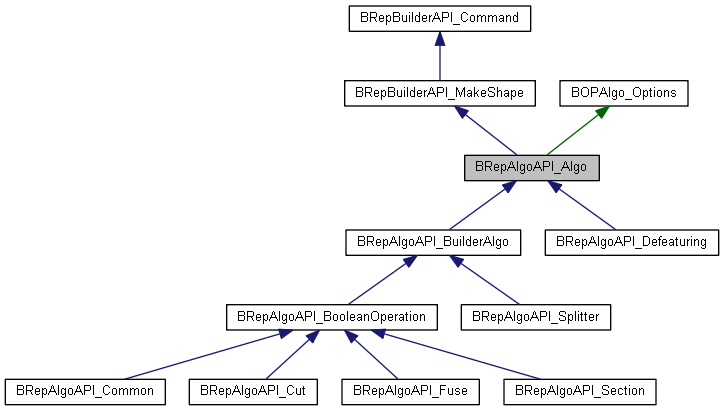 BRepBuilderAPI_Command
BRepBuilderAPI_MakeShape
BOPAlgo_Options
BRepAlgoAPI_Algo
BRepAlgoAPI_BuilderAlgo
BRepAlgoAPI_Defeaturing
BRepAlgoAPI_BooleanOperation
BRepAlgoAPI_Splitter
BRepAlgoAPI_Common
BRepAlgoAPI_Cut
BRepAlgoAPI_Fuse
BRepAlgoAPI_Section